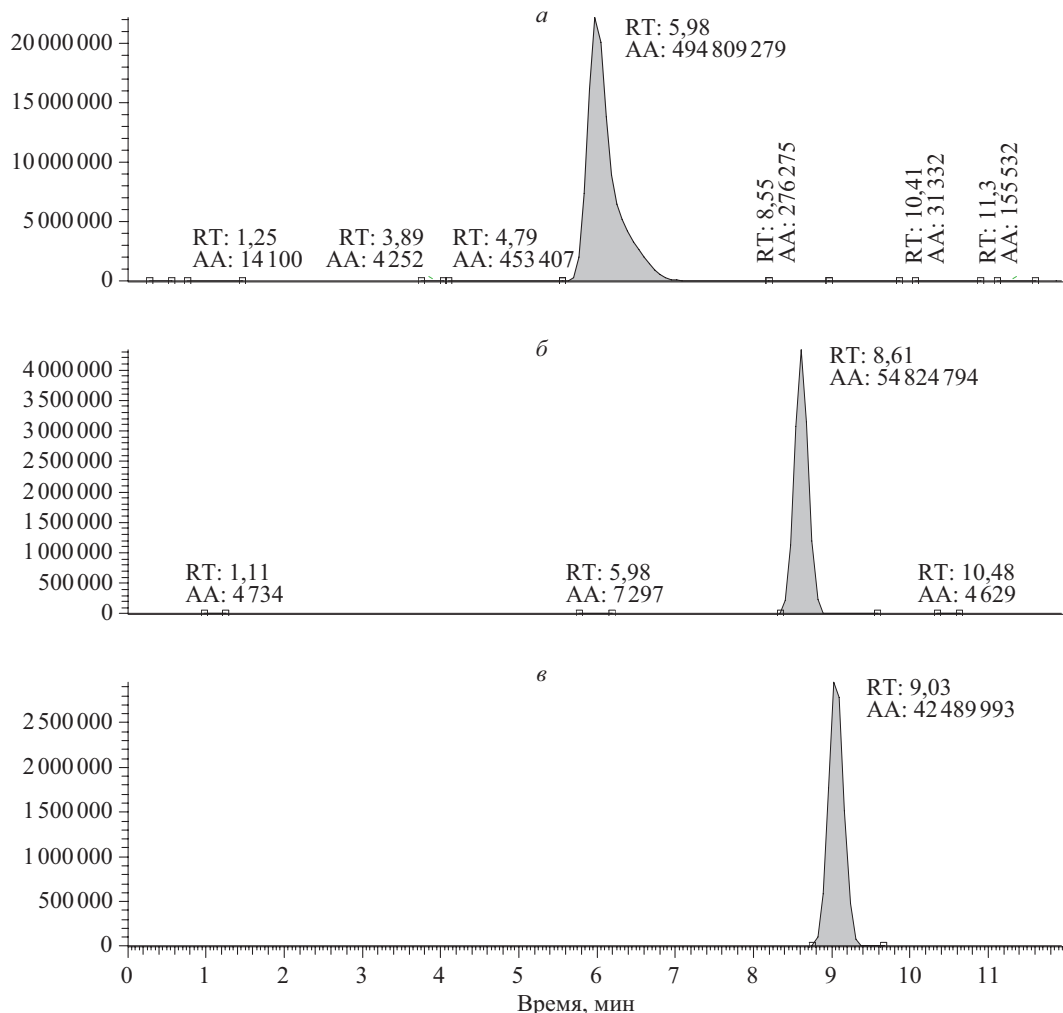 а
20 000 000
15 000 000
10 000 000
5 000 000
0
RT: 5,98
AA: 494 809 279
RT: 1,25
AA: 14 100
RT: 3,89
AA: 4 252
RT: 4,79
AA: 453 407
RT: 8,55
AA: 276 275
RT: 10,41
AA: 31 332
RT: 11,3
AA: 155 532
б
4 000 000
3 500 000
3 000 000
2 500 000
2 000 000
1 500 000
1 000 000
500 000
0
RT: 8,61
AA: 54 824 794
RT: 1,11
AA: 4 734
RT: 5,98
AA: 7 297
RT: 10,48
AA: 4 629
в
2 500 000
2 000 000
1 500 000
1 000 000
500 000
0
RT: 9,03
AA: 42 489 993
0 1 2 3 4 5 6 7 8 9 10 11
Время, мин